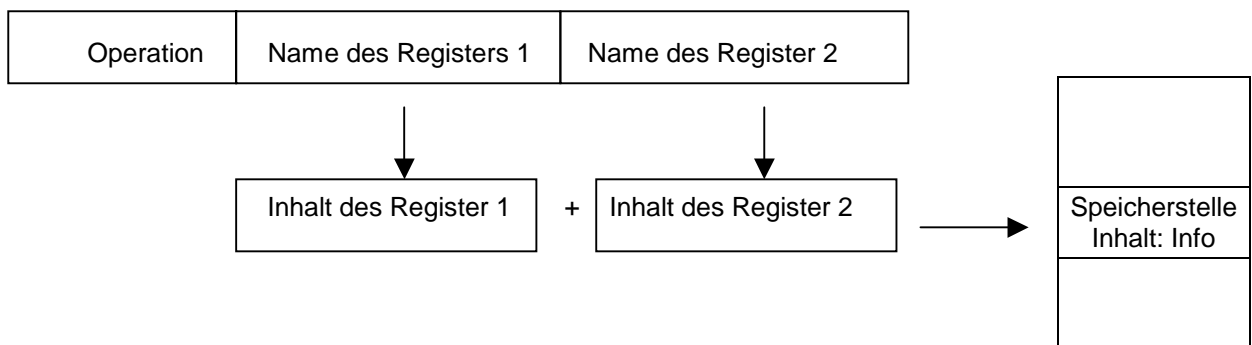 Operation Name des Registers 1 Name des Register 2
Inhalt des Register 1 + Inhalt des Register 2
Speicherstelle
Inhalt: Info